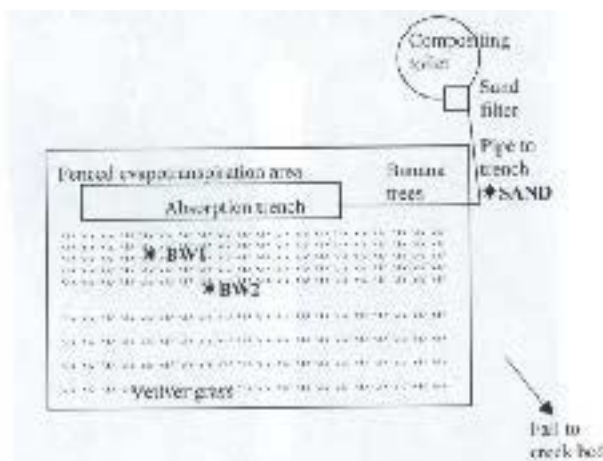 Composting
toilet
Sand
filter
Pipe to
trench
SAND
Fenced evapotranspiration area
Banana
trees
Absorption trench
BW1
BW2
Vetiver grass
Fall to
creek bed